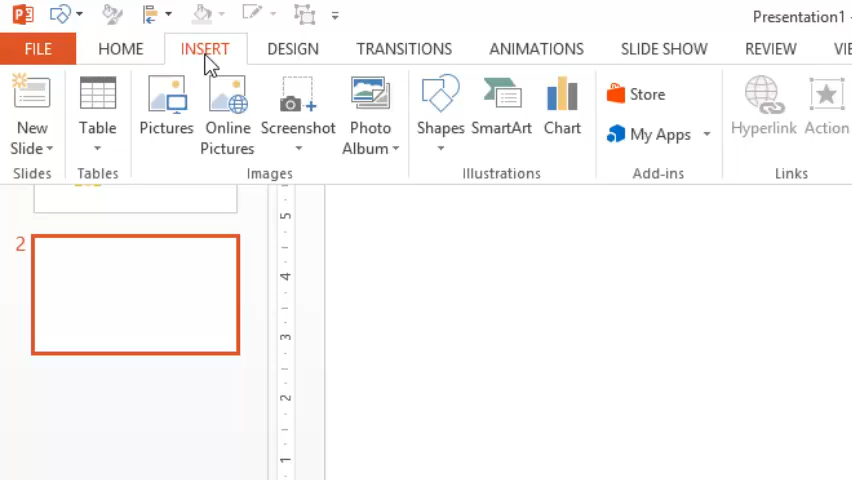 Presentation1 -
FILE HOME INSERT DESIGN TRANSITIONS ANIMATIONS SLIDE SHOW REVIEW VI
New Slide
Table
Pictures
Online Pictures
Screenshot
Photo Album
Shapes
SmartArt
Chart
Store
My Apps
Hyperlink
Action
Slides Tables Images Illustrations Add-ins Links
2
5
4
3
2
1